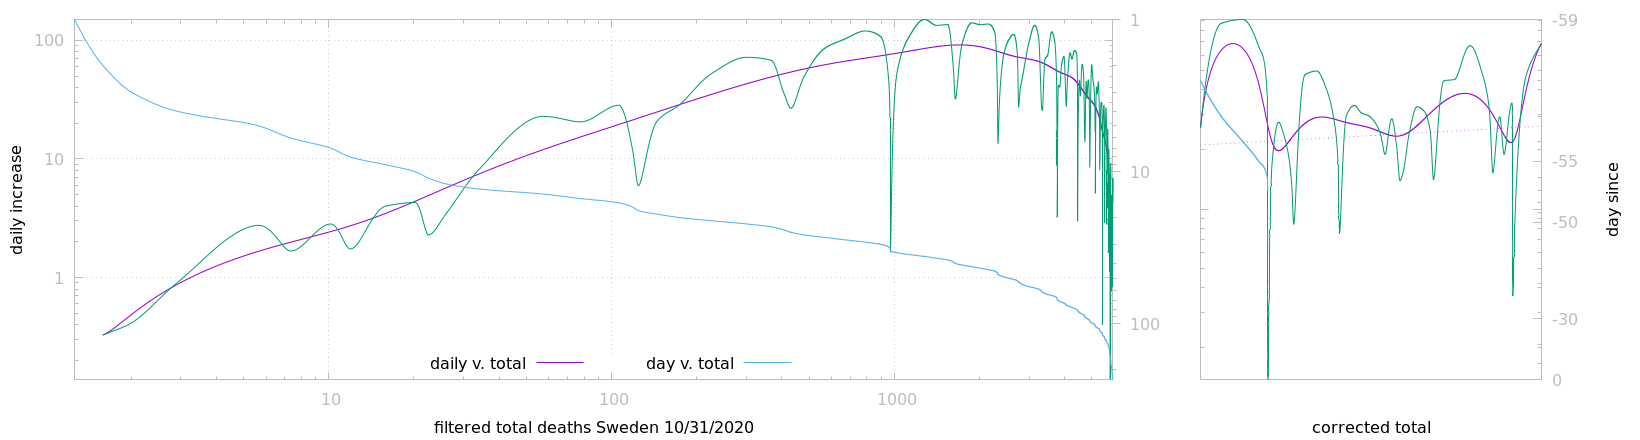 100
10
1
daily increase
10
100
1000
filtered total deaths Sweden 10/31/2020
daily v. total
day v. total
1
10
100
-59
-55
-50
-30
0
day since
corrected total